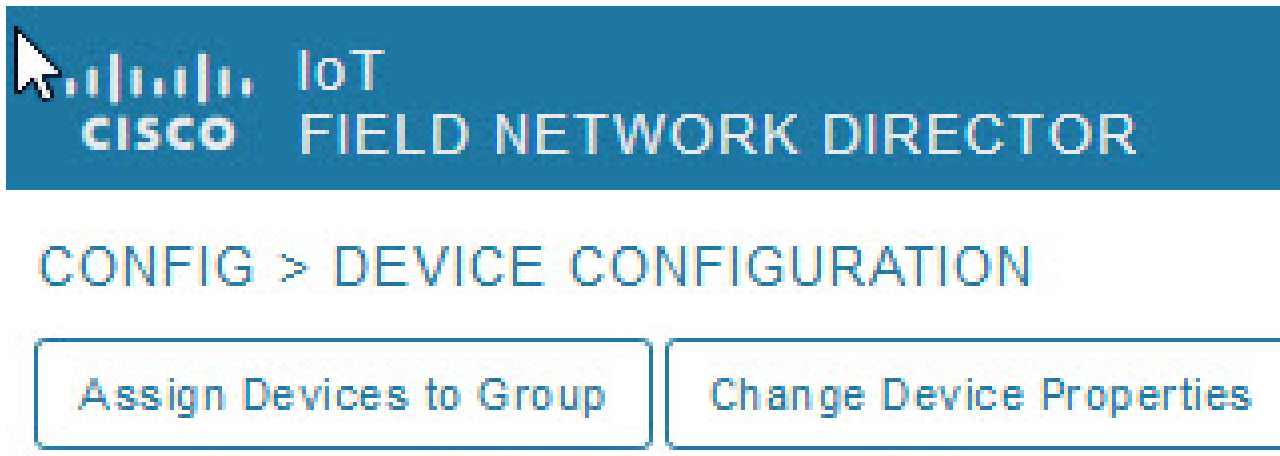 IoT
CISCO FIELD NETWORK DIRECTOR
CONFIG > DEVICE CONFIGURATION
Assign Devices to Group Change Device Properties